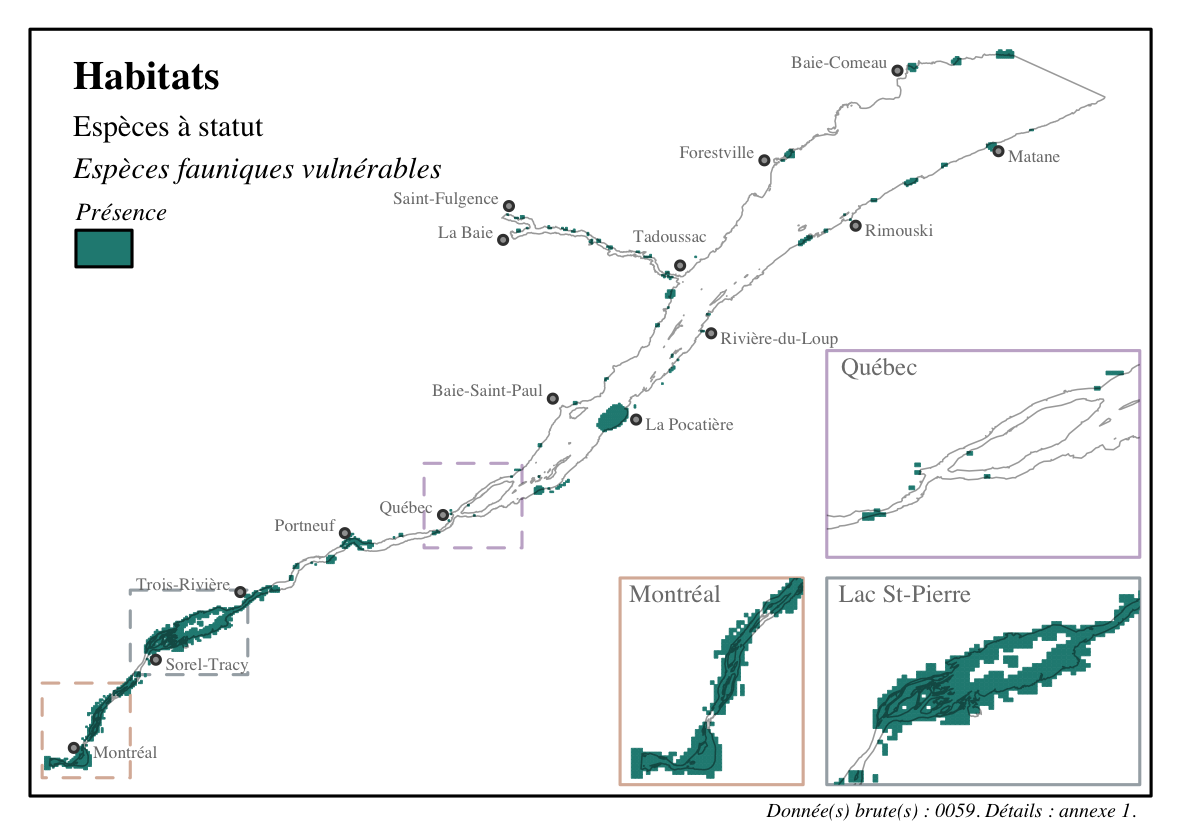 Habitats
Espèces à statut
Espèces fauniques vulnérables
Présence
Baie-Comeau
Forestville
Matane
Saint-Fulgence
La Baie
Tadoussac
Rimouski
Rivière-du-Loup
Baie-Saint-Paul
La Pocatière
Québec
Portneuf
Trois-Rivière
Sorel-Tracy
Montréal
Québec
Montréal
Lac St-Pierre
Donnée(s) brute(s) : 0059. Détails : annexe 1.